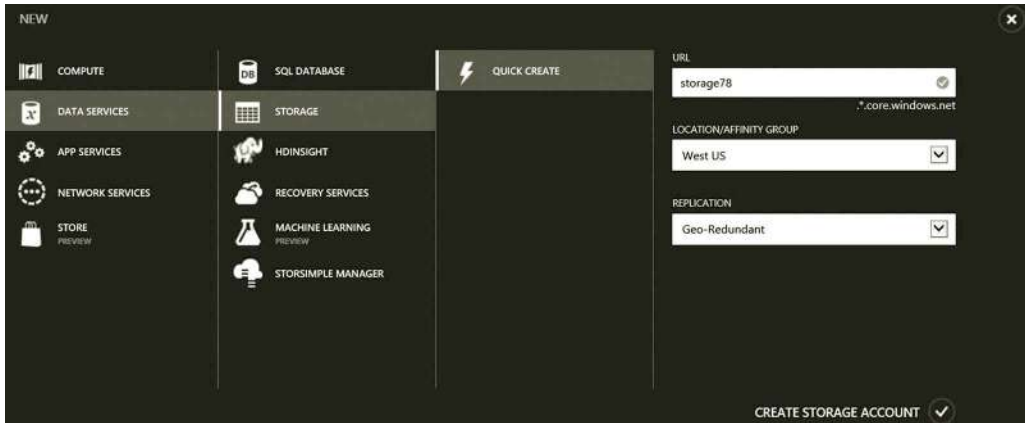 NEW
COMPUTE
DATA SERVICES
APP SERVICES
NETWORK SERVICES
STORE
PREVIEW
DB
SQL DATABASE
STORAGE
HDINSIGHT
RECOVERY SERVICES
MACHINE LEARNING
PREVIEW
STORSIMPLE MANAGER
QUICK CREATE
URL
storage78
.*.core.windows.net
LOCATION/AFFINITY GROUP
West US
REPLICATION
Geo-Redundant
CREATE STORAGE ACCOUNT